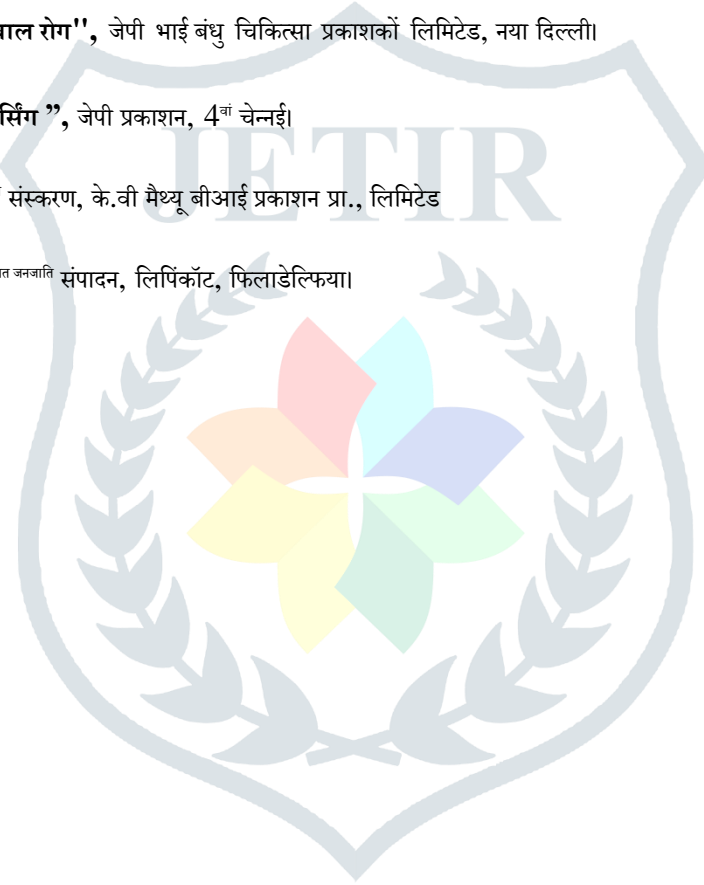 बाल रोग'', जेपी भाई बंधु चिकित्सा प्रकाशकों लिमिटेड, नया दिल्ली।
र्सिंग ”, जेपी प्रकाशन, 4वां चेन्नई।
संस्करण, के.वी मैथ्यू बीआई प्रकाशन प्रा., लिमिटेड
जनजाति संपादन, लिपिंकॉट, फिलाडेल्फिया।
JETIR